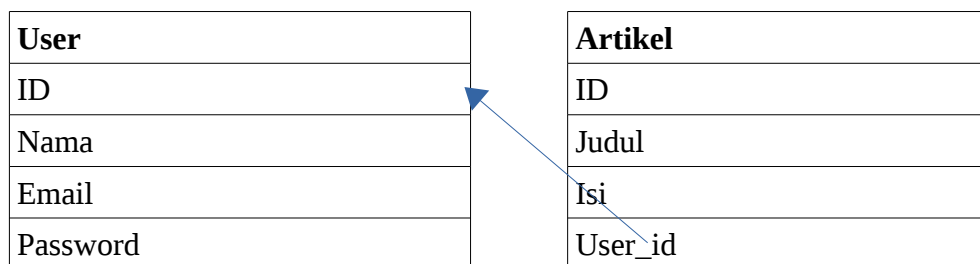 User
ID
Nama
Email
Password
Artikel
ID
Judul
Isi
User_id